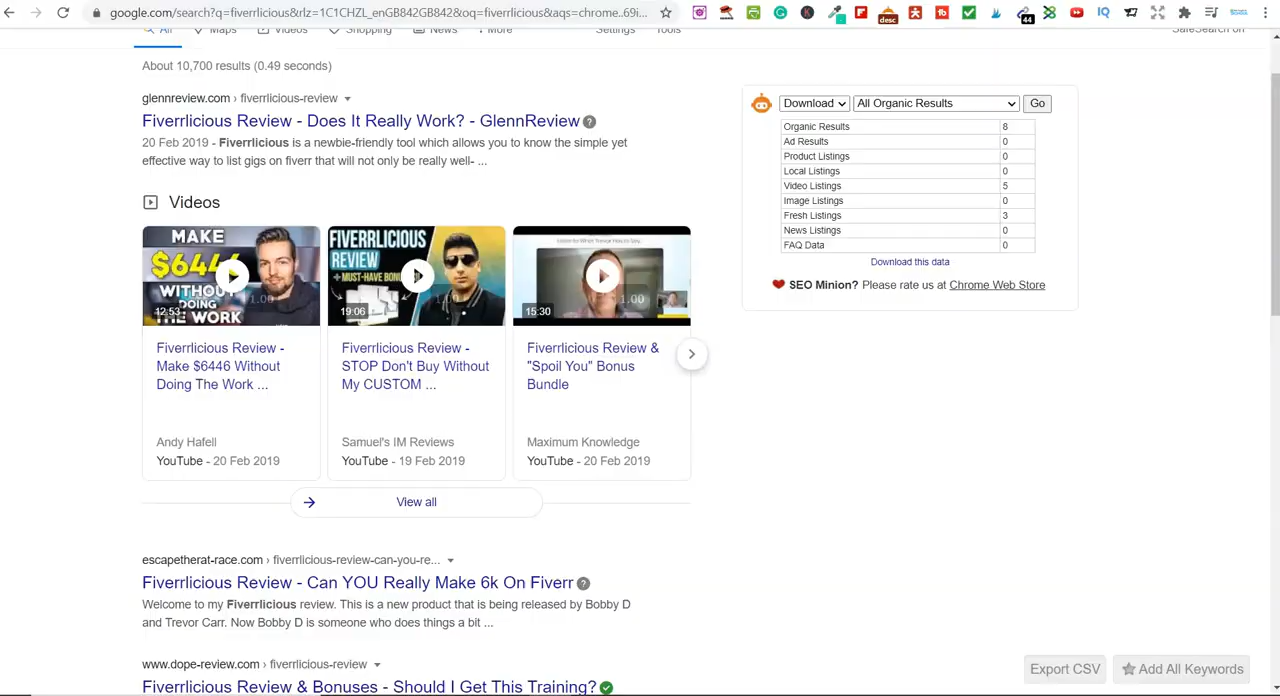 google.com/search?q=fiverrlicious&rlz=1C1CHZL_enGB842GB842&oq=fiverrlicious&aqs=chrome..69i...
desc
44
IQ
All
Maps
Videos
Shopping
News
More
Settings
Tools
SafeSearch on
About 10,700 results (0.49 seconds)
glennreview.com › fiverrlicious-review
Fiverrlicious Review - Does It Really Work? - GlennReview
20 Feb 2019 - Fiverrlicious is a newbie-friendly tool which allows you to know the simple yet
effective way to list gigs on fiverr that will not only be really well- ...
Videos
MAKE
$644
WITHOUT
DOING
THE WORK
1.00
12:53
FIVERRLICIOUS
REVIEW
+MUST-HAVE BONU
1.00
19:06
15:30
1.00
Fiverrlicious Review -
Make $6446 Without
Doing The Work ...
Andy Hafell
YouTube - 20 Feb 2019
Fiverrlicious Review -
STOP Don't Buy Without
My CUSTOM ...
Samuel's IM Reviews
YouTube - 19 Feb 2019
Fiverrlicious Review &
"Spoil You" Bonus
Bundle
Maximum Knowledge
YouTube - 20 Feb 2019
View all
escapetherat-race.com › fiverrlicious-review-can-you-re...
Fiverrlicious Review - Can YOU Really Make 6k On Fiverr
Welcome to my Fiverrlicious review. This is a new product that is being released by Bobby D
and Trevor Carr. Now Bobby D is someone who does things a bit ...
www.dope-review.com › fiverrlicious-review
Fiverrlicious Review & Bonuses - Should I Get This Training?
Download All Organic Results Go
Organic Results 8
Ad Results 0
Product Listings 0
Local Listings 0
Video Listings 5
Image Listings 0
Fresh Listings 3
News Listings 0
FAQ Data 0
Download this data
SEO Minion? Please rate us at Chrome Web Store
Export CSV
Add All Keywords